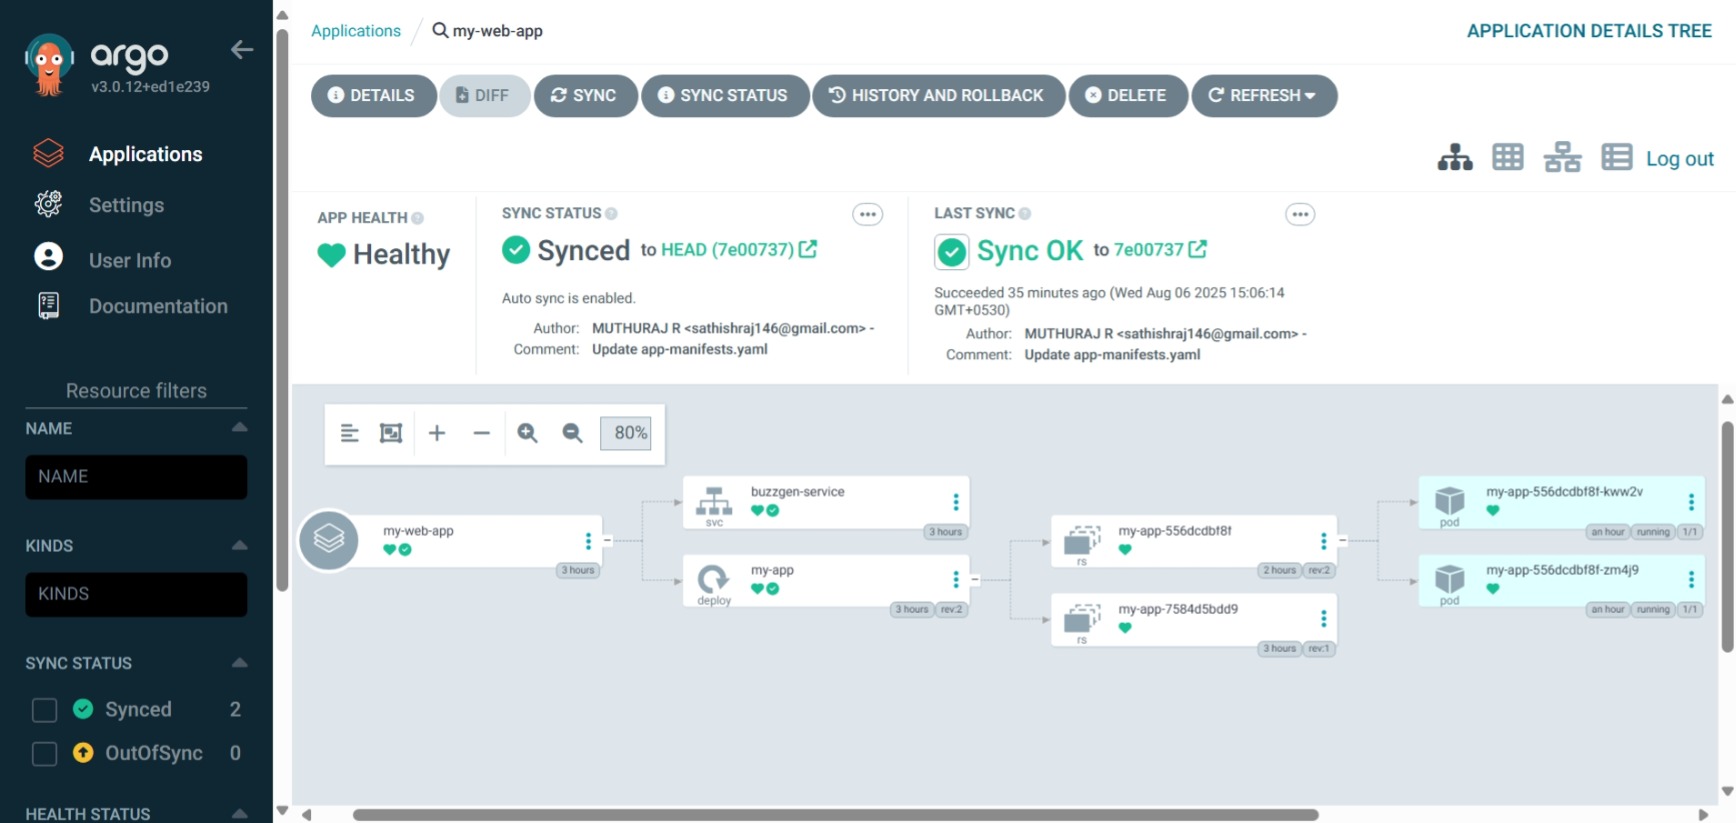 argo
v3.0.12+ed1e239
Applications
Settings
User Info
Documentation
Resource filters
NAME
NAME
KINDS
KINDS
SYNC STATUS
Synced 2
OutOfSync 0
HEALTH STATUS
Applications / my-web-app
APPLICATION DETAILS TREE
DETAILS DIFF SYNC SYNC STATUS HISTORY AND ROLLBACK DELETE REFRESH
Log out
APP HEALTH
Healthy
SYNC STATUS
Synced to HEAD (7e00737)
Auto sync is enabled.
Author: MUTHURAJ R <sathishraj146@gmail.com> -
Comment: Update app-manifests.yaml
LAST SYNC
Sync OK to 7e00737
Succeeded 35 minutes ago (Wed Aug 06 2025 15:06:14
GMT+0530)
Author: MUTHURAJ R <sathishraj146@gmail.com> -
Comment: Update app-manifests.yaml
80%
my-web-app
3 hours
buzzgen-service
svc
3 hours
my-app
deploy
3 hours rev:2
my-app-556dcdbf8f
rs
2 hours rev:2
my-app-7584d5bdd9
rs
3 hours rev:1
my-app-556dcdbf8f-kww2v
pod
an hour running 1/1
my-app-556dcdbf8f-zm4j9
pod
an hour running 1/1